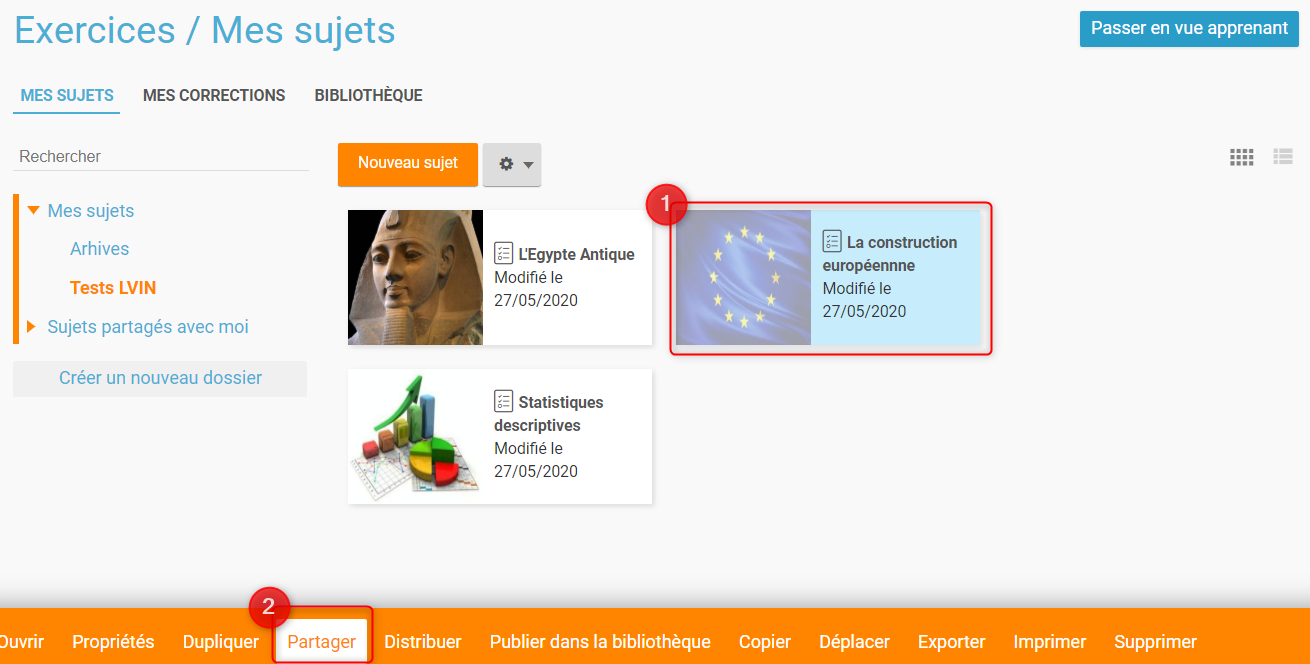 Exercices / Mes sujets
Passer en vue apprenant
MES SUJETS
MES CORRECTIONS
BIBLIOTHÈQUE
Rechercher
Nouveau sujet
Mes sujets
Arhives
Tests LVIN
Sujets partagés avec moi
Créer un nouveau dossier
L'Egypte Antique
Modifié le
27/05/2020
1
La construction
européennne
Modifié le
27/05/2020
Statistiques
descriptives
Modifié le
27/05/2020
2
Ouvrir
Propriétés
Dupliquer
Partager
Distribuer
Publier dans la bibliothèque
Copier
Déplacer
Exporter
Imprimer
Supprimer